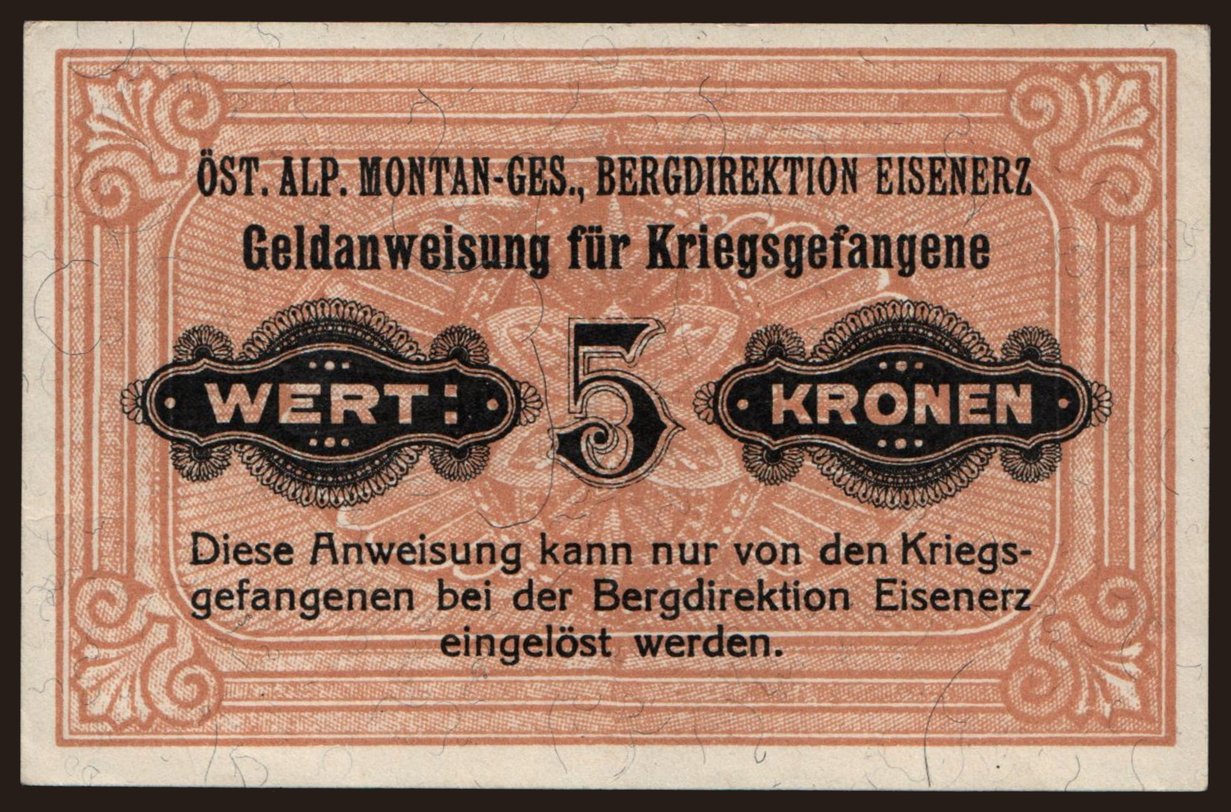 ÖST. ALP. MONTAN-GES., BERGDIREKTION EISENERZ
Geldanweisung für Kriegsgefangene
WERT: 5 KRONEN
Diese Anweisung kann nur von den Kriegs-
gefangenen bei der Bergdirektion Eisenerz
eingelöst werden.